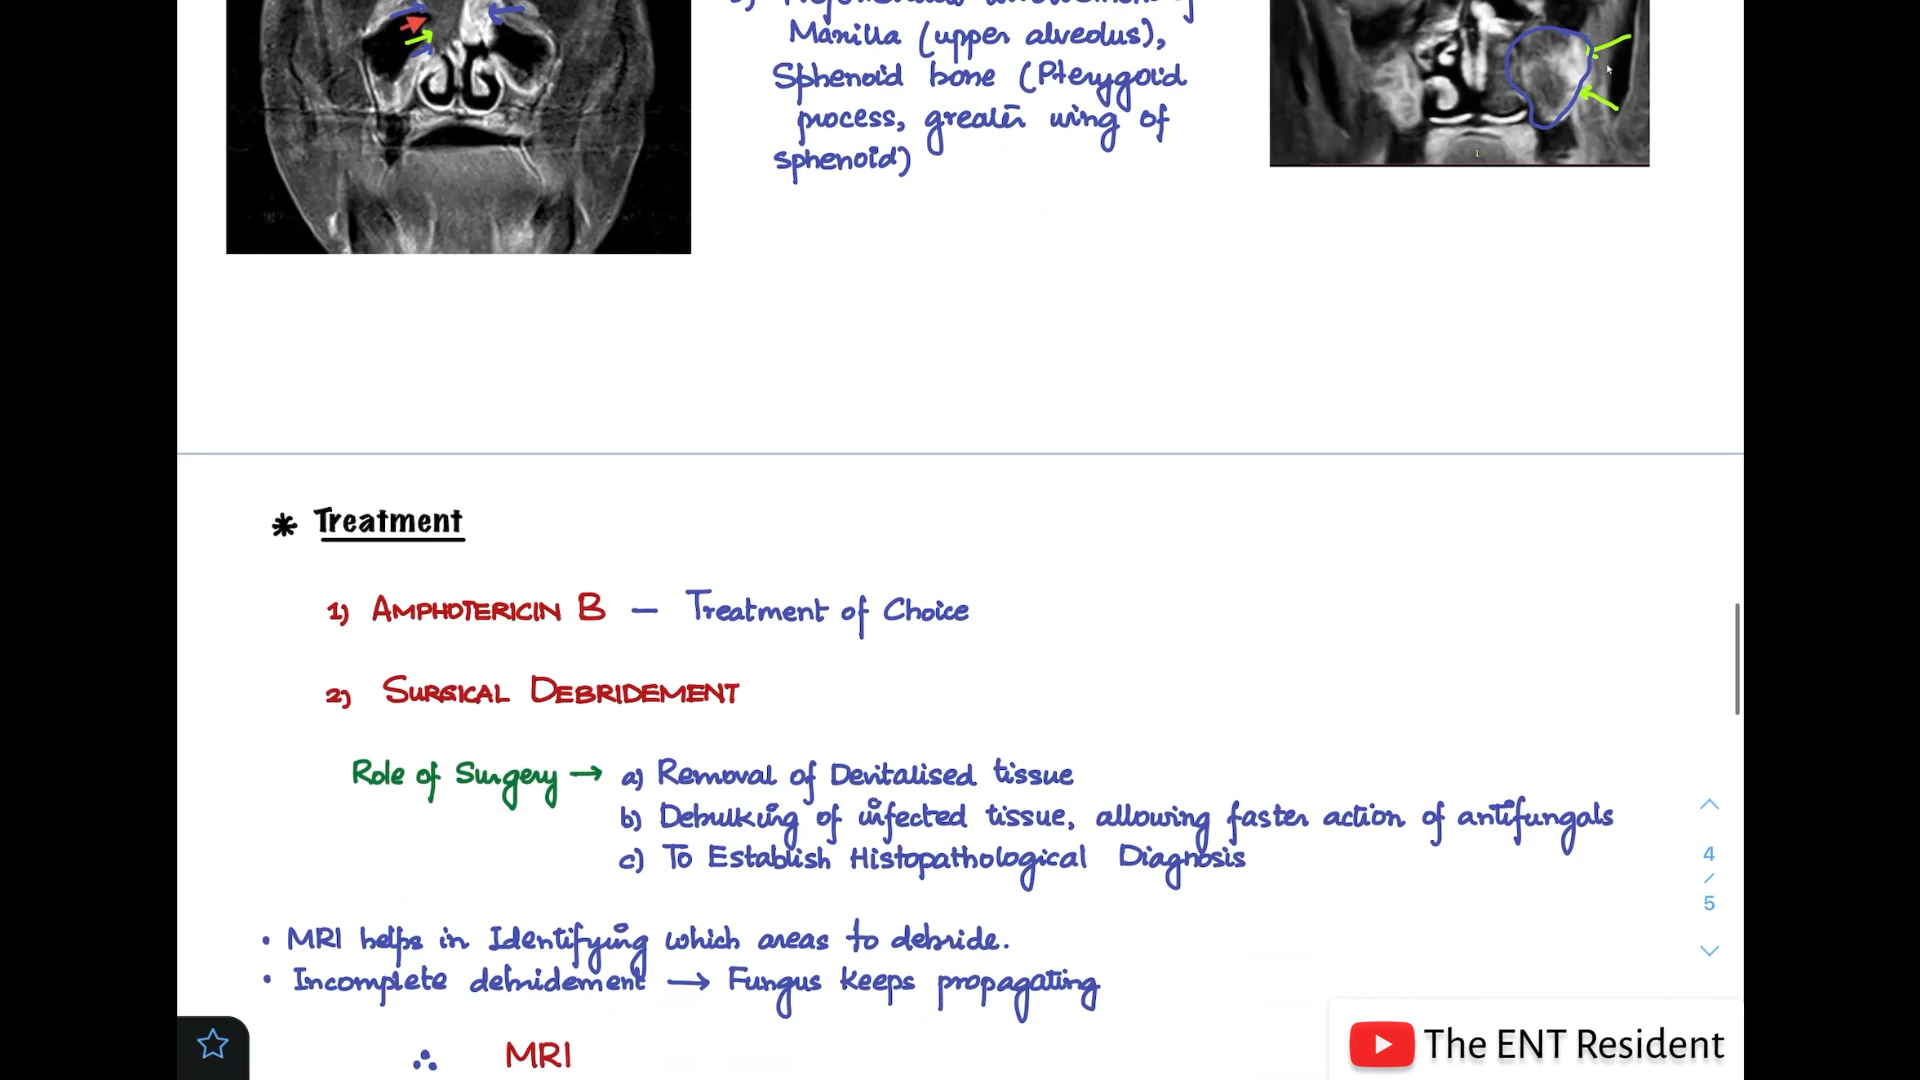 Maxilla (upper alveolus),
Sphenoid bone (Pterygoid
process, greater wing of
sphenoid)
* Treatment
1) AMPHOTERICIN B — Treatment of Choice
2) SURGICAL DEBRIDEMENT
Role of Surgery → a) Removal of Devitalised tissue
b) Debulking of infected tissue, allowing faster action of antifungals
c) To Establish Histopathological Diagnosis
• MRI helps in Identifying which areas to debride.
• Incomplete debridement → Fungus keeps propagating
∴ MRI
4
/
5
The ENT Resident